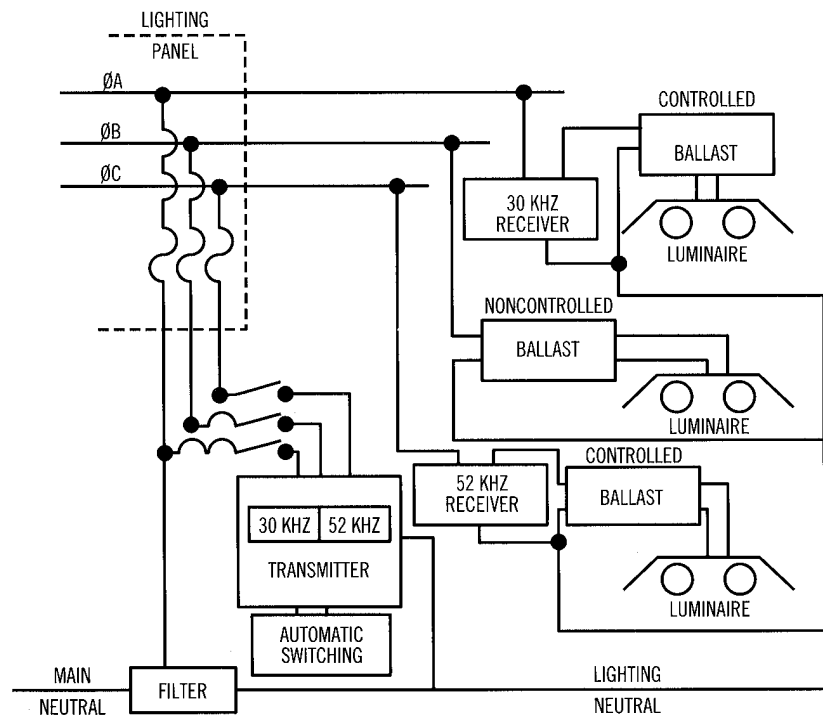 LIGHTING
PANEL
ØA
ØB
ØC
CONTROLLED
BALLAST
30 KHZ
RECEIVER
LUMINAIRE
NONCONTROLLED
BALLAST
LUMINAIRE
CONTROLLED
52 KHZ
RECEIVER
BALLAST
30 KHZ 52 KHZ
TRANSMITTER
LUMINAIRE
AUTOMATIC
SWITCHING
MAIN
NEUTRAL
FILTER
LIGHTING
NEUTRAL